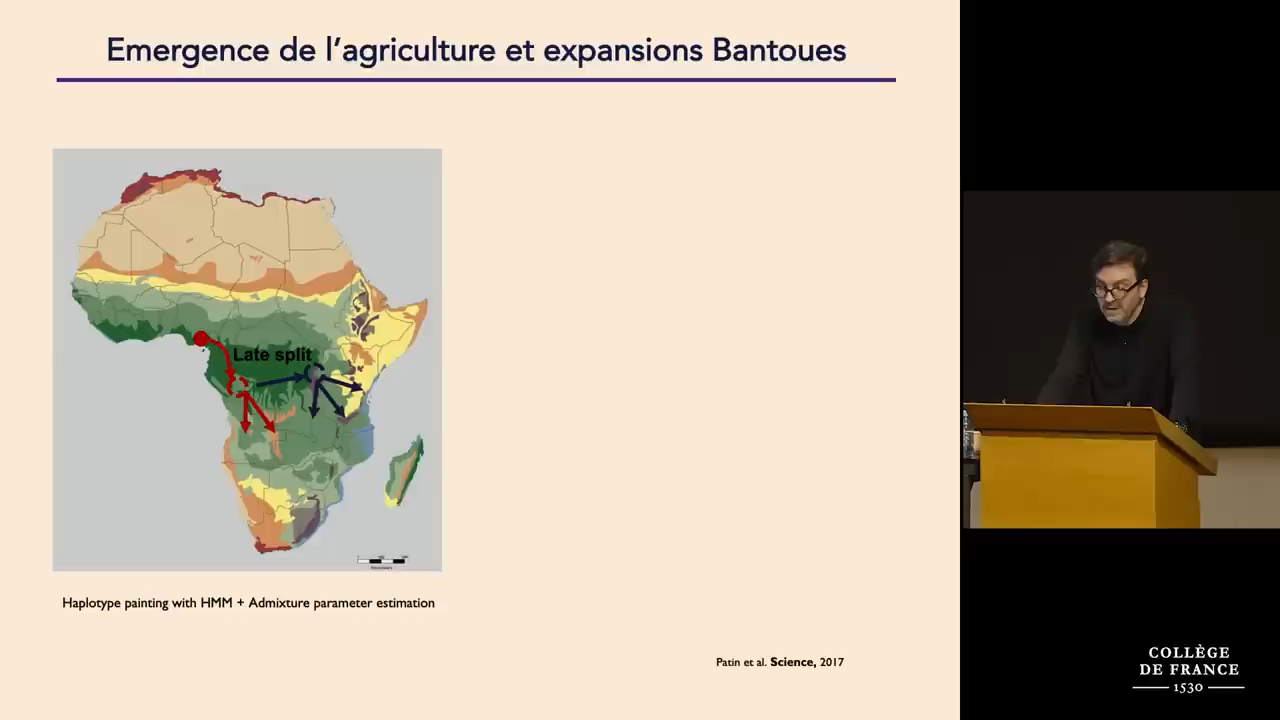 Emergence de l’agriculture et expansions Bantoues
Late split
Haplotype painting with HMM + Admixture parameter estimation
Patin et al. Science, 2017
COLLÈGE
DE FRANCE
1530